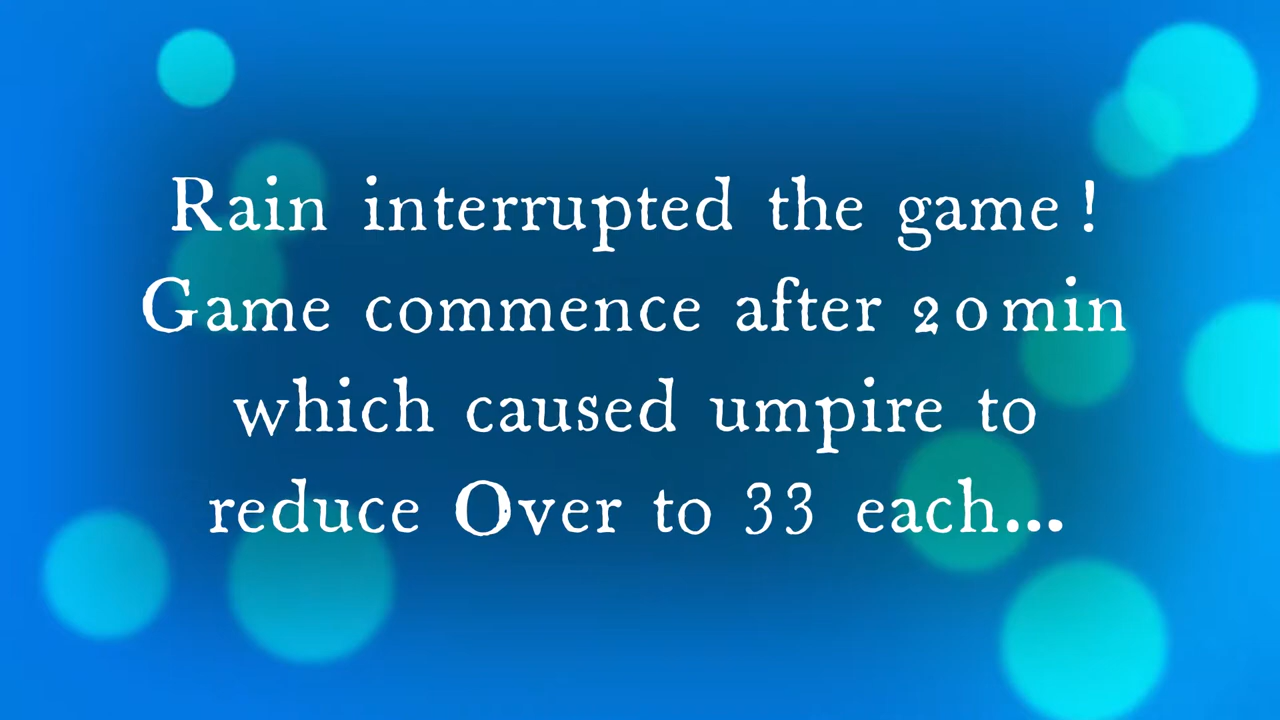 Rain interrupted the game !
Game commence after 20min
which caused umpire to
reduce Over to 33 each...